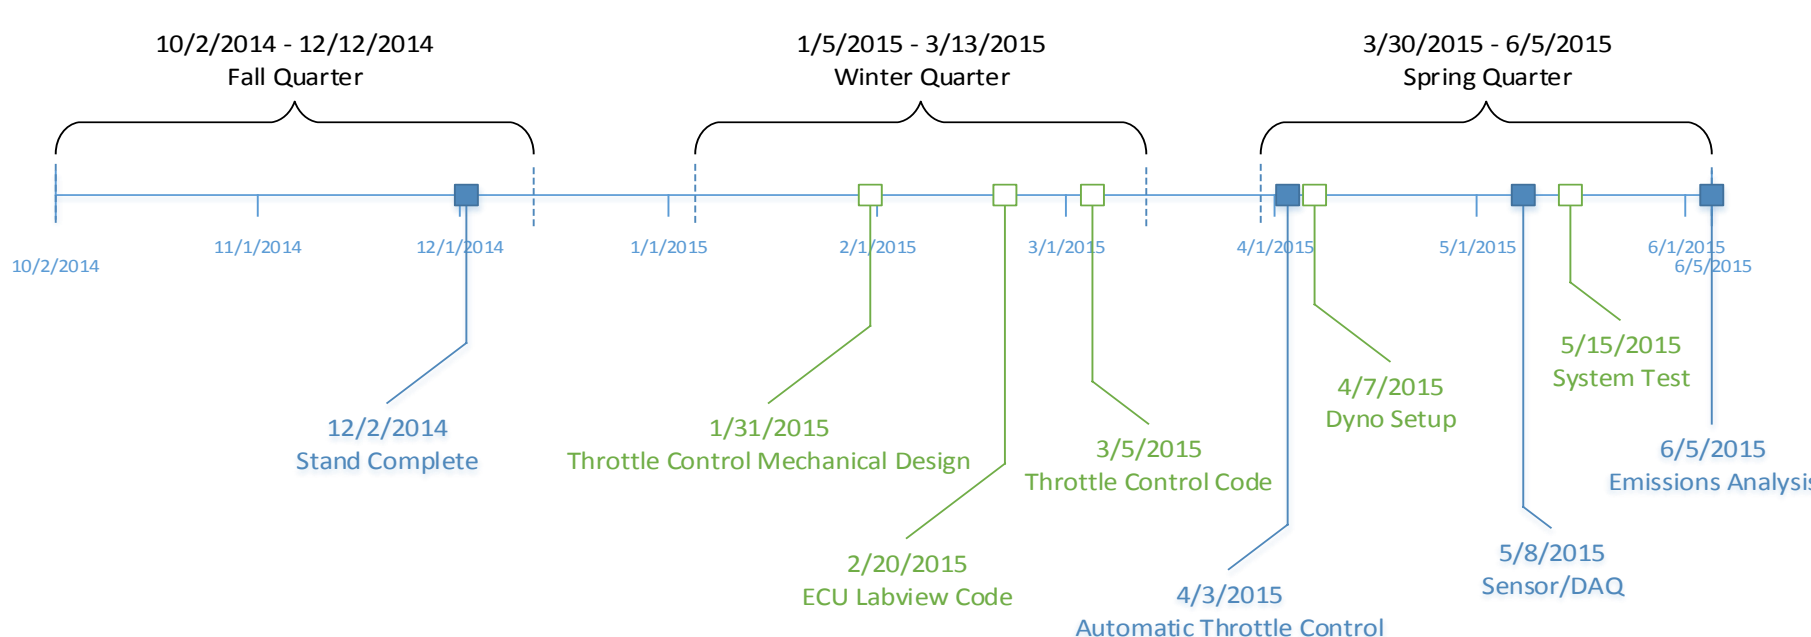 10/2/2014 - 12/12/2014
Fall Quarter
1/5/2015 - 3/13/2015
Winter Quarter
3/30/2015 - 6/5/2015
Spring Quarter
10/2/2014
11/1/2014
12/1/2014
1/1/2015
2/1/2015
3/1/2015
4/1/2015
5/1/2015
6/1/2015
6/5/2015
12/2/2014
Stand Complete
1/31/2015
Throttle Control Mechanical Design
2/20/2015
ECU Labview Code
3/5/2015
Throttle Control Code
4/3/2015
Automatic Throttle Control
4/7/2015
Dyno Setup
5/8/2015
Sensor/DAQ
5/15/2015
System Test
6/5/2015
Emissions Analysis